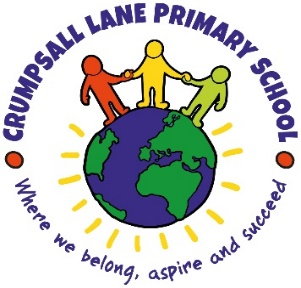 CRUMPSALL LANE PRIMARY SCHOOL
Where we belong, aspire and succeed